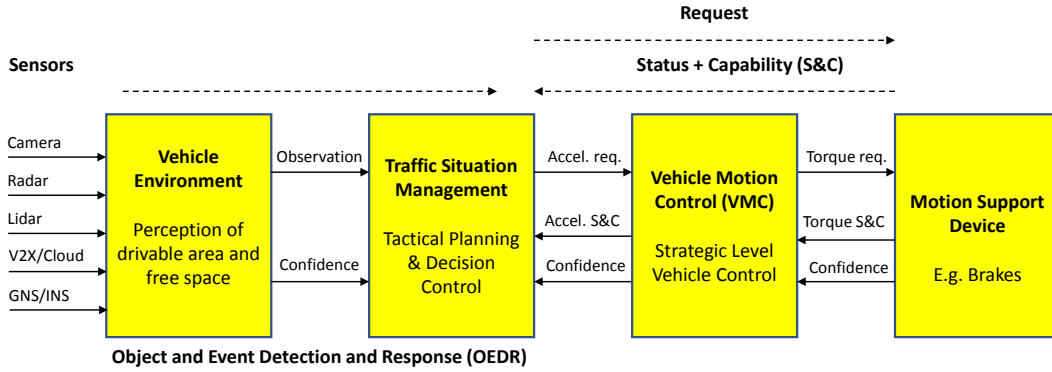 Request
Sensors
Status + Capability (S&C)
Camera
Radar
Lidar
V2X/Cloud
GNS/INS
Vehicle
Environment
Perception of
drivable area and
free space
Observation
Confidence
Traffic Situation
Management
Tactical Planning
& Decision
Control
Accel. req.
Accel. S&C
Confidence
Vehicle Motion
Control (VMC)
Strategic Level
Vehicle Control
Torque req.
Torque S&C
Confidence
Motion Support
Device
E.g. Brakes
Object and Event Detection and Response (OEDR)